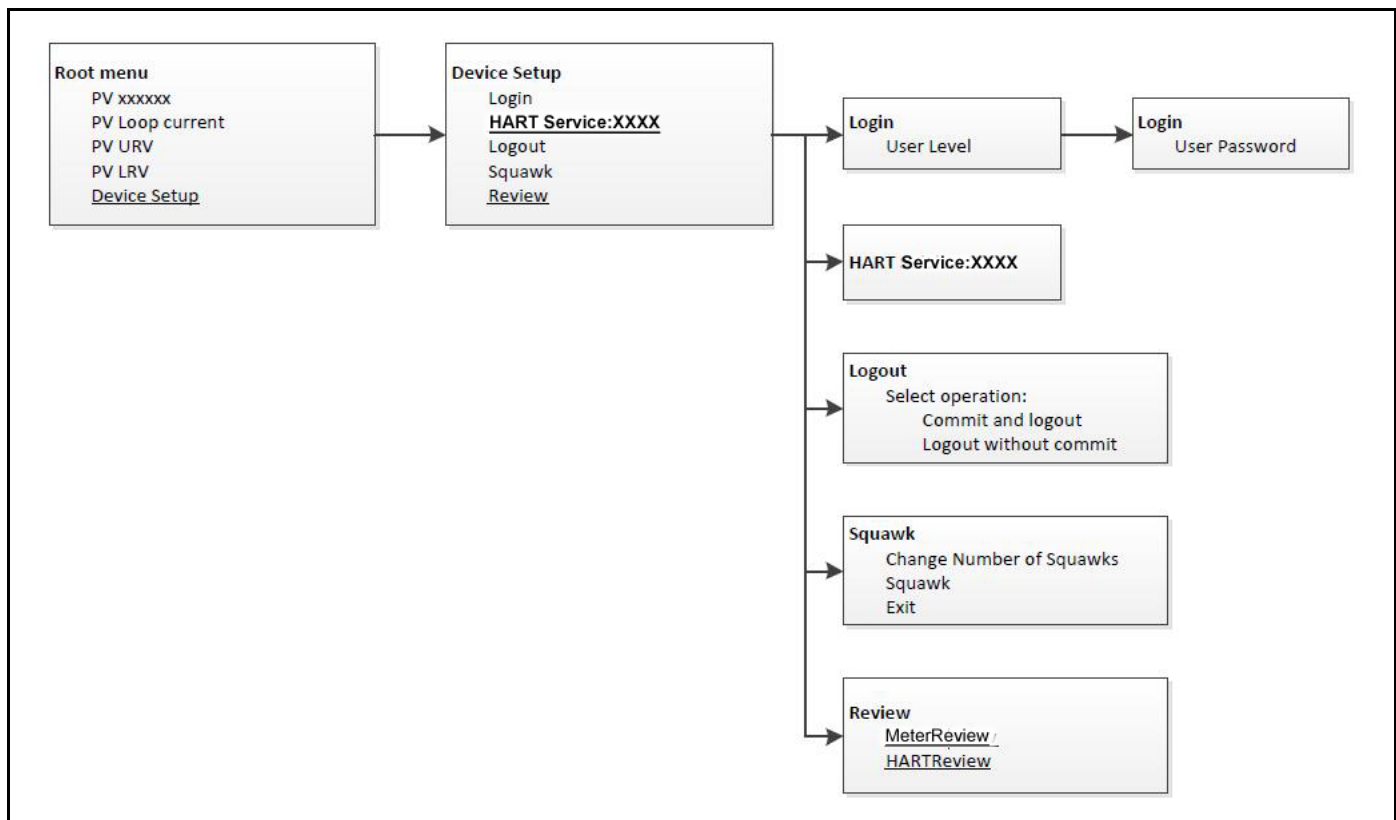 Root menu
PV xxxxxx
PV Loop current
PV URV
PV LRV
Device Setup
Device Setup
Login
HART Service:XXXX
Logout
Squawk
Review
Login
User Level
Login
User Password
HART Service:XXXX
Logout
Select operation:
Commit and logout
Logout without commit
Squawk
Change Number of Squawks
Squawk
Exit
Review
MeterReview
HARTReview